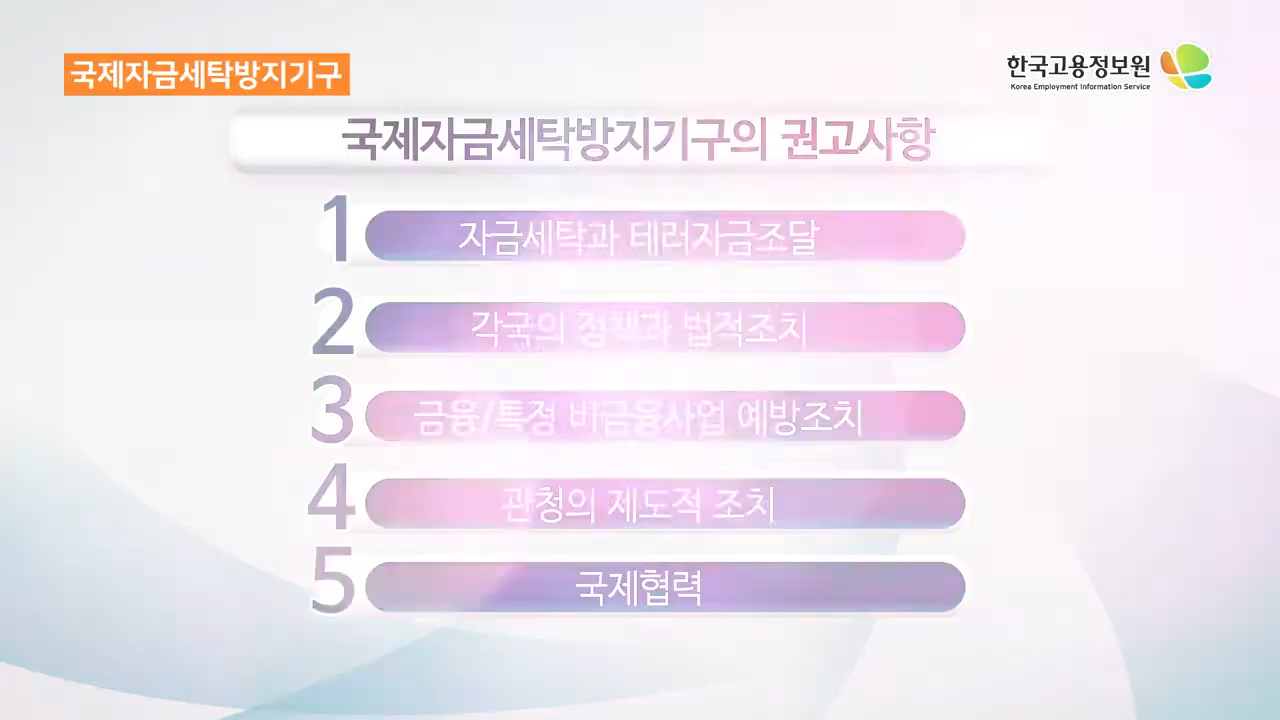 국제자금세탁방지기구
한국고용정보원
Korea Employment Information Service
국제자금세탁방지기구의 권고사항
1 자금세탁과 테러자금조달
2 각국의 정책과 법적조치
3 금융/특정 비금융사업 예방조치
4 관청의 제도적 조치
5 국제협력